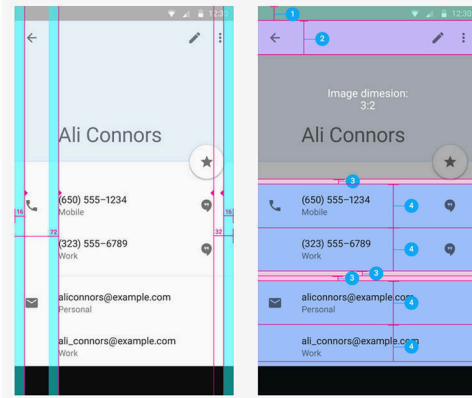 12:30
Ali Connors
(650) 555-1234
Mobile
16
16
72
32
(323) 555-6789
Work
aliconnors@example.com
Personal
ali_connors@example.com
Work
1
12:30
2
Image dimesion:
3:2
Ali Connors
3
(650) 555-1234
4
Mobile
(323) 555-6789
4
Work
3
3
aliconnors@example.com
4
Personal
ali_connors@example.com
4
Work